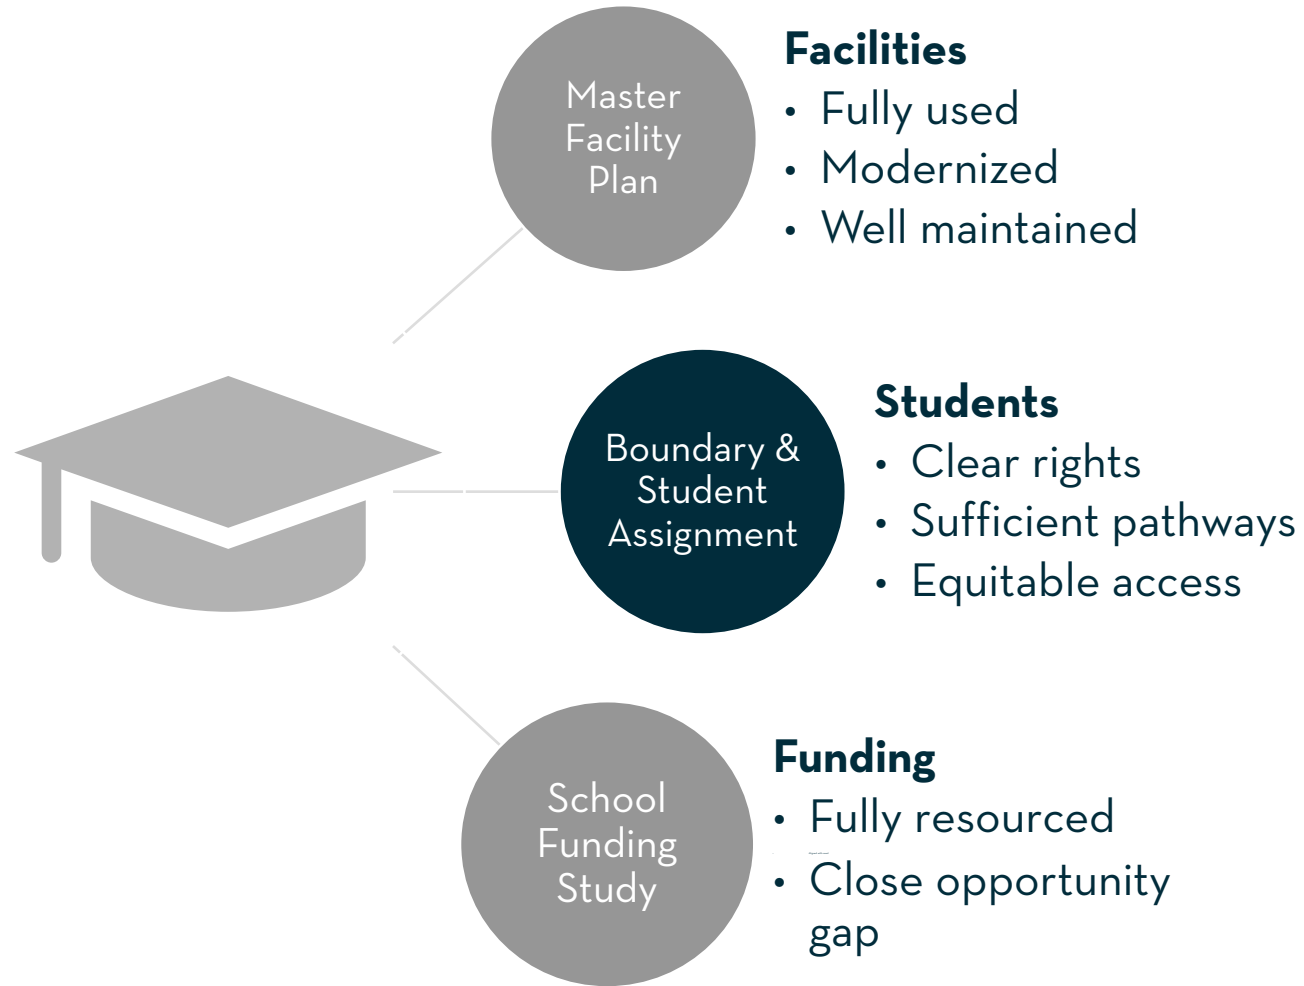 Master
Facility
Plan
Facilities
• Fully used
• Modernized
• Well maintained
Boundary &
Student
Assignment
Students
• Clear rights
• Sufficient pathways
• Equitable access
School
Funding
Study
Funding
• Fully resourced
• Close opportunity
gap